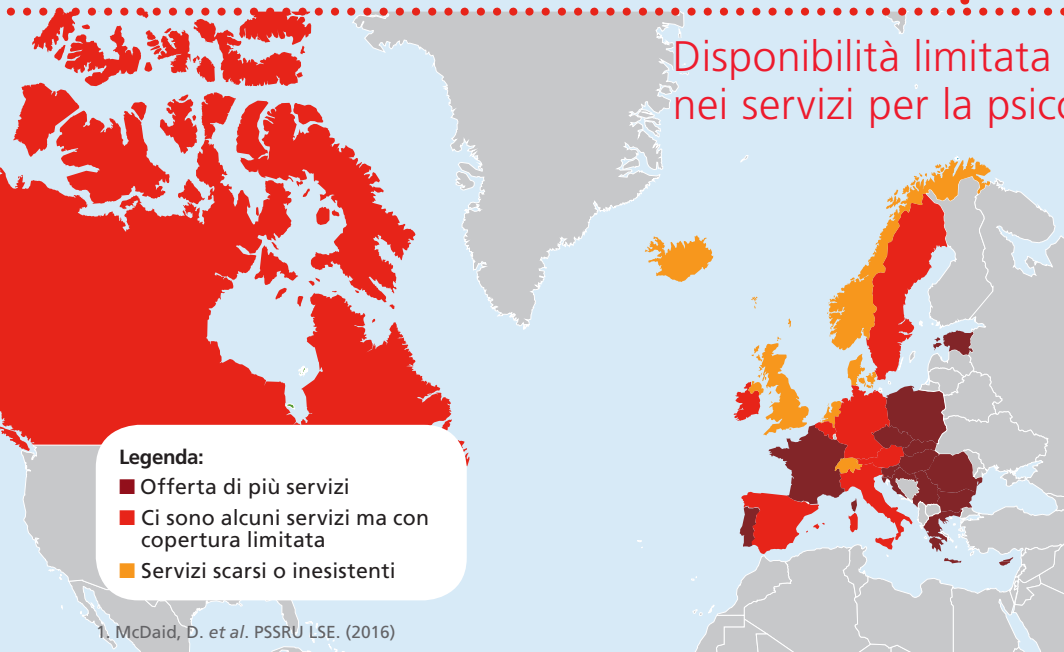 Disponibilità limitata
nei servizi per la
Legenda:
Offerta di più servizi
Ci sono alcuni servizi ma con
copertura limitata
Servizi scarsi o inesistenti
1. McDaid, D. et al. PSSRU LSE. (2016)